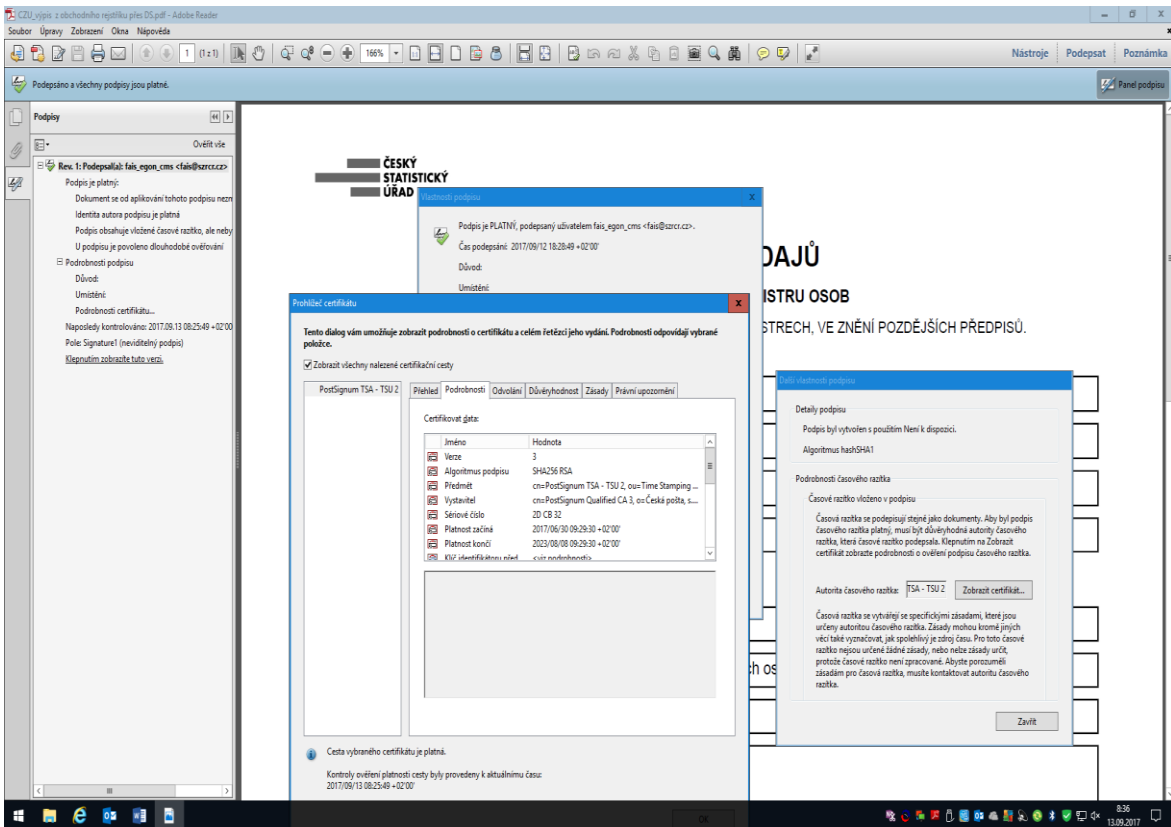 CZU_výpis z obchodního rejstříku přes DS.pdf - Adobe Reader
Soubor Úpravy Zobrazení Okna Nápověda
1 (1 z 1) 166% Nástroje Podepsat Poznámka
Podepsáno a všechny podpisy jsou platné. Panel podpisu
Podpisy
Ověřit vše
Rev. 1: Podepsal(a): fais_egon_cms <fais@szrcr.cz>
Podpis je platný:
Dokument se od aplikování tohoto podpisu nezm
Identita autora podpisu je platná
Podpis obsahuje vložené časové razítko, ale neby
U podpisu je povoleno dlouhodobé ověřování
Podrobnosti podpisu
Důvod:
Umístění:
Podrobnosti certifikátu...
Naposledy kontrolováno: 2017.09.13 08:25:49 +02'00
Pole: Signature1 (neviditelný podpis)
Klepnutím zobrazíte tuto verzi.
ČESKÝ
STATISTICKÝ
ÚŘAD
DAJŮ
ISTRU OSOB
STRECH, VE ZNĚNÍ POZDĚJŠÍCH PŘEDPISŮ.
ch os
Vlastnosti podpisu x
Podpis je PLATNÝ, podepsaný uživatelem fais_egon_cms <fais@szrcr.cz>.
Čas podepsání: 2017/09/12 18:28:49 +02'00'
Důvod:
Umístění:
Prohlížeč certifikátu x
Tento dialog vám umožňuje zobrazit podrobnosti o certifikátu a celém řetězci jeho vydání. Podrobnosti odpovídají vybrané
položce.
Zobrazit všechny nalezené certifikační cesty
PostSignum TSA - TSU 2
Přehled Podrobnosti Odvolání Důvěryhodnost Zásady Právní upozornění
Certifikovat data:
Jméno Hodnota
Verze 3
Algoritmus podpisu SHA256 RSA
Předmět cn=PostSignum TSA - TSU 2, ou=Time Stamping ...
Vystavitel cn=PostSignum Qualified CA 3, o=Česká pošta, s....
Sériové číslo 2D CB 32
Platnost začíná 2017/06/30 09:29:30 +02'00'
Platnost končí 2023/08/08 09:29:30 +02'00'
Klíč identifikátoru před... <viz podrobnosti>
Cesta vybraného certifikátu je platná.
Kontroly ověření platnosti cesty byly provedeny k aktuálnímu času:
2017/09/13 08:25:49 +02'00'
OK
Další vlastnosti podpisu
Detaily podpisu
Podpis byl vytvořen s použitím Není k dispozici.
Algoritmus hashSHA1
Podrobnosti časového razítka
Časové razítko vloženo v podpisu
Časová razítka se podepisují stejně jako dokumenty. Aby byl podpis
časového razítka platný, musí být důvěryhodná autority časového
razítka, která časové razítko podepsala. Klepnutím na Zobrazit
certifikát zobrazte podrobnosti o ověření podpisu časového razítka.
Autorita časového razítka: TSA - TSU 2 Zobrazit certifikát...
Časová razítka se vytvářejí se specifickými zásadami, které jsou
určeny autoritou časového razítka. Zásady mohou kromě jiných
věcí také vyznačovat, jak spolehlivý je zdroj času. Pro toto časové
razítko nejsou určené žádné zásady, nebo nelze zásady určit,
protože časové razítko není zpracované. Abyste porozuměli
zásadám pro časová razítka, musíte kontaktovat autoritu časového
razítka.
Zavřít
8:36
13.09.2017